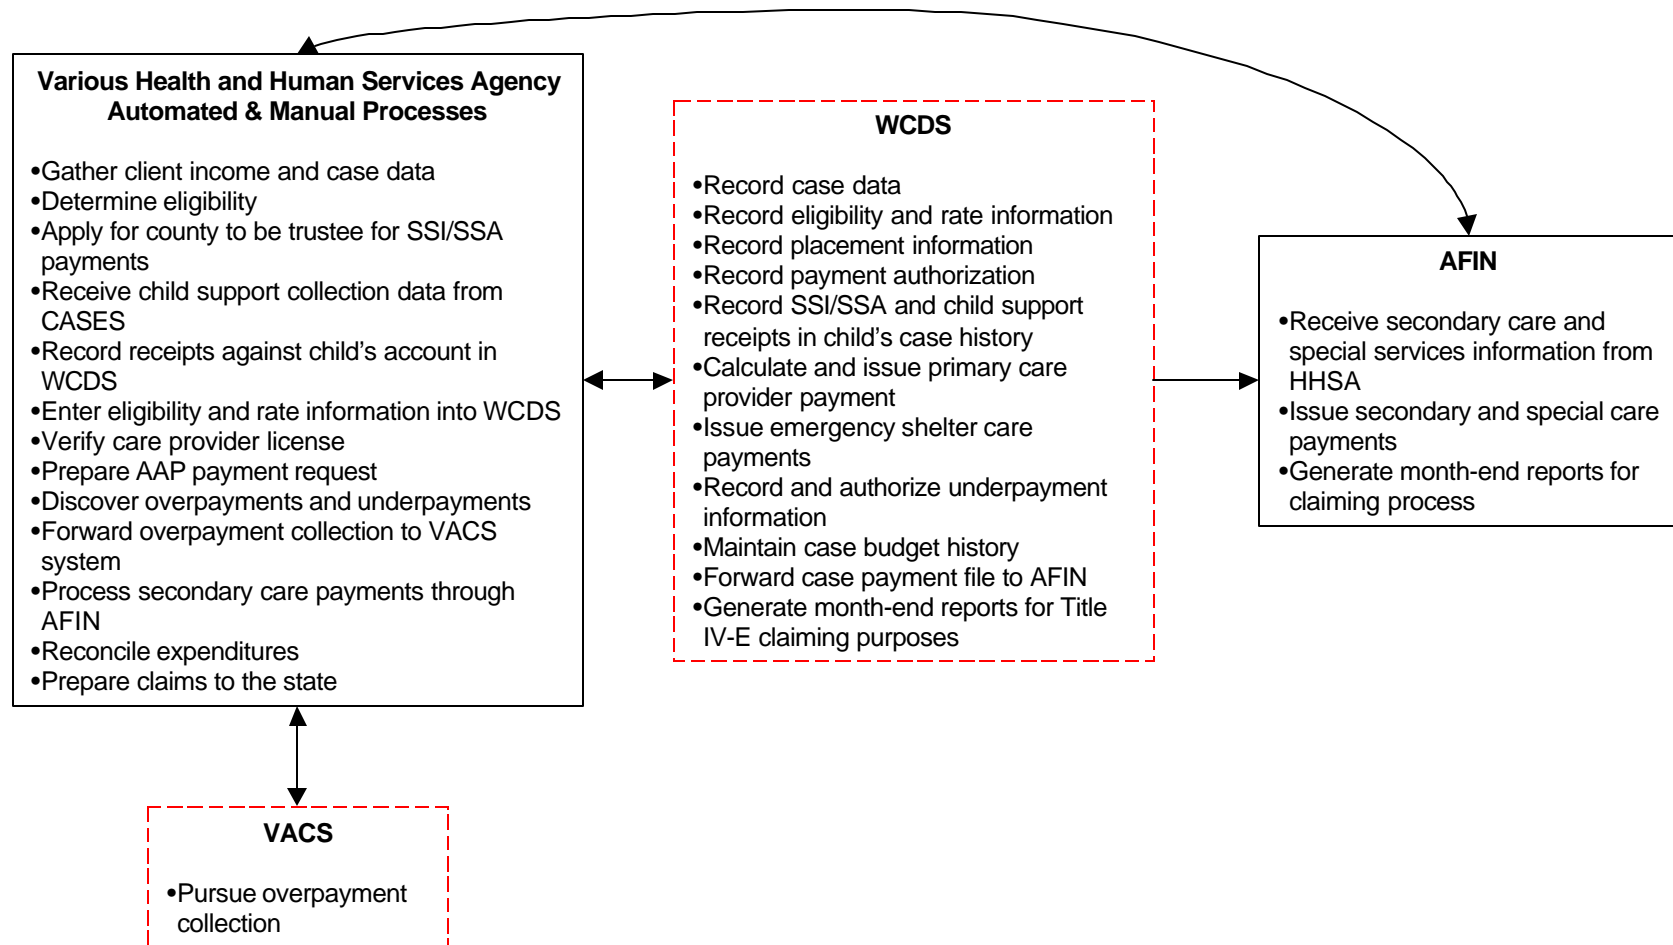 Various Health and Human Services Agency
Automated & Manual Processes
•Gather client income and case data
•Determine eligibility
•Apply for county to be trustee for SSI/SSA
payments
•Receive child support collection data from
CASES
•Record receipts against child’s account in
WCDS
•Enter eligibility and rate information into WCDS
•Verify care provider license
•Prepare AAP payment request
•Discover overpayments and underpayments
•Forward overpayment collection to VACS
system
•Process secondary care payments through
AFIN
•Reconcile expenditures
•Prepare claims to the state
WCDS
•Record case data
•Record eligibility and rate information
•Record placement information
•Record payment authorization
•Record SSI/SSA and child support
receipts in child’s case history
•Calculate and issue primary care
provider payment
•Issue emergency shelter care
payments
•Record and authorize underpayment
information
•Maintain case budget history
•Forward case payment file to AFIN
•Generate month-end reports for Title
IV-E claiming purposes
AFIN
•Receive secondary care and
special services information from
HHSA
•Issue secondary and special care
payments
•Generate month-end reports for
claiming process
VACS
•Pursue overpayment
collection